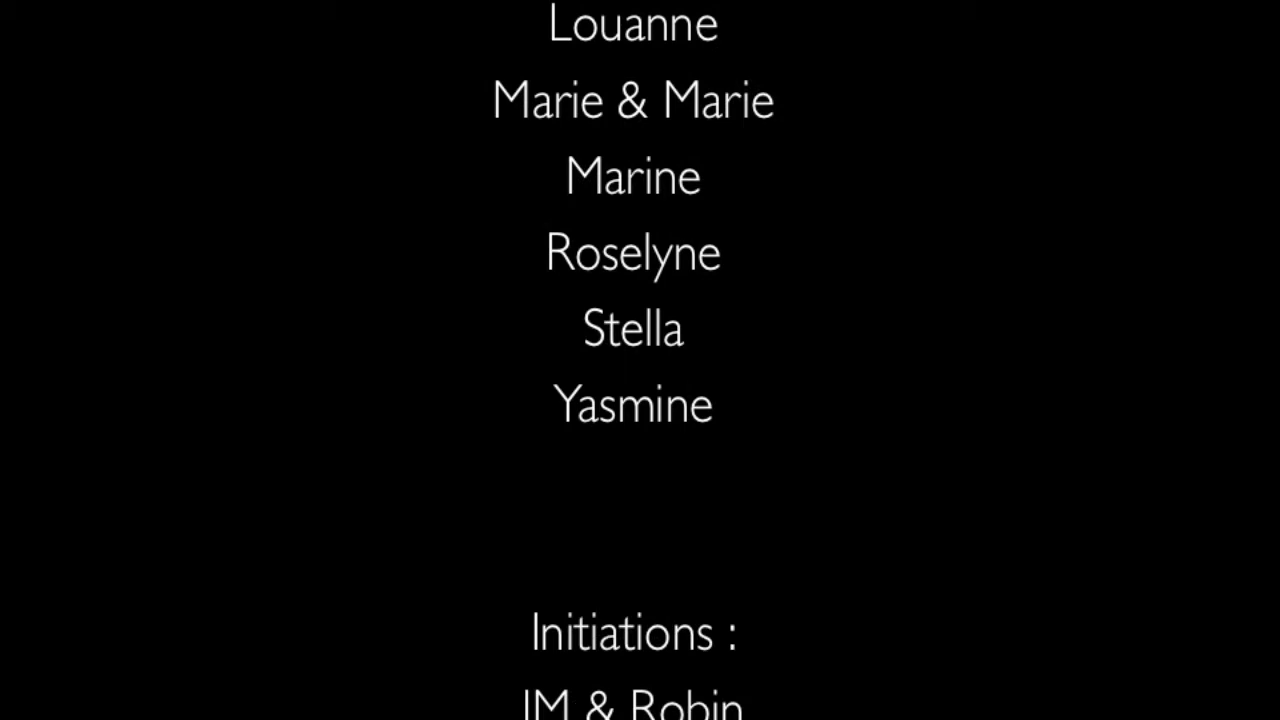 Louanne
Marie & Marie
Marine
Roselyne
Stella
Yasmine
Initiations :
JM & Robin